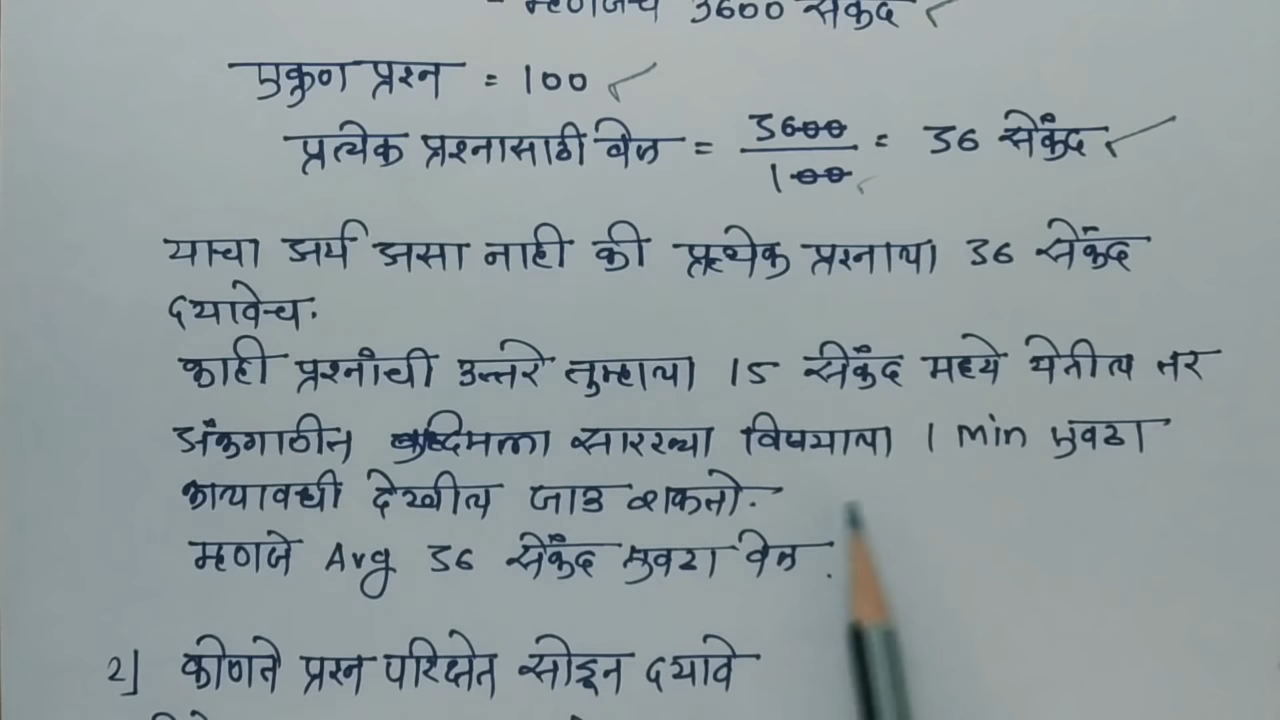 म्हणजेच 3600 सेकंद ✓
एकुण प्रश्न = 100 ✓
प्रत्येक प्रश्नासाठी वेळ = 3600/100 = 36 सेकंद ✓
याचा अर्थ असा नाही की प्रत्येक प्रश्नाला 36 सेकंद
दयावेच.
काही प्रश्नांची उत्तरे तुम्हाला 15 सेकंद मध्ये येतील तर
अंकगणीत बुद्धिमत्ता सारख्या विषयाला 1 Min एवढा
कालावधी देखील जाउ शकतो.
म्हणजे Avg 36 सेकंद एवढा वेळ.
2] कोणते प्रश्न परिक्षेत सोडून दयावे